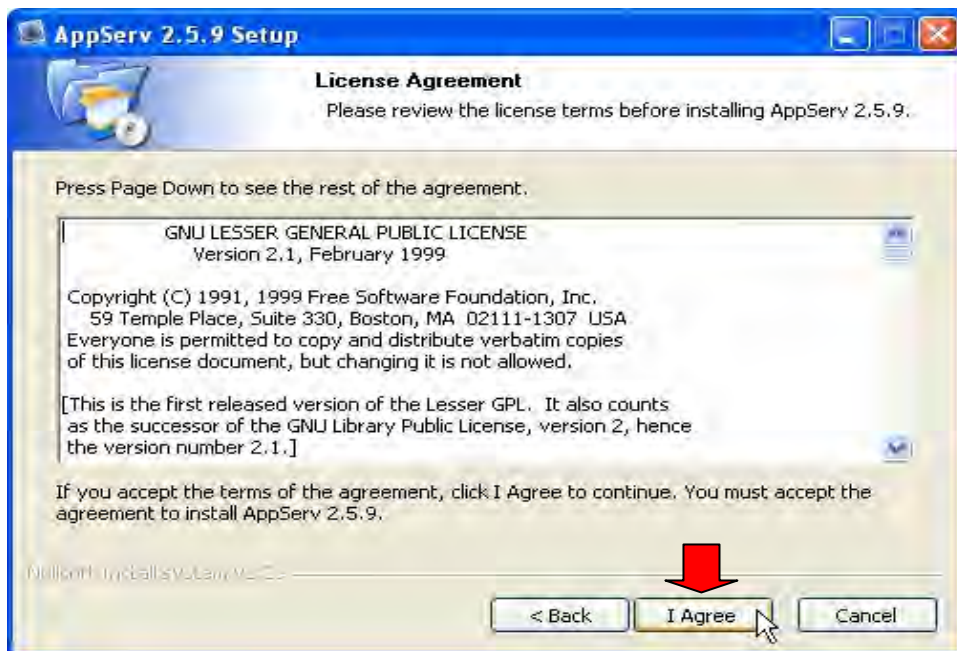 AppServ 2.5.9 Setup
License Agreement
Please review the license terms before installing AppServ 2.5.9.
Press Page Down to see the rest of the agreement.
GNU LESSER GENERAL PUBLIC LICENSE
Version 2.1, February 1999
Copyright (C) 1991, 1999 Free Software Foundation, Inc.
59 Temple Place, Suite 330, Boston, MA 02111-1307 USA
Everyone is permitted to copy and distribute verbatim copies
of this license document, but changing it is not allowed.
[This is the first released version of the Lesser GPL. It also counts
as the successor of the GNU Library Public License, version 2, hence
the version number 2.1.]
If you accept the terms of the agreement, click I Agree to continue. You must accept the
agreement to install AppServ 2.5.9.
Nullsoft Install System
< Back I Agree Cancel